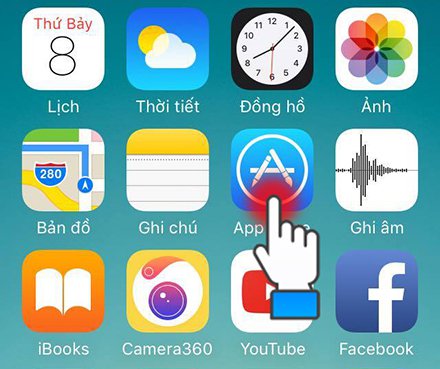 Thứ Bảy
8
Lịch
Thời tiết
Đồng hồ
Ảnh
280
Bản đồ
Ghi chú
App
Ghi âm
iBooks
Camera360
YouTube
Facebook